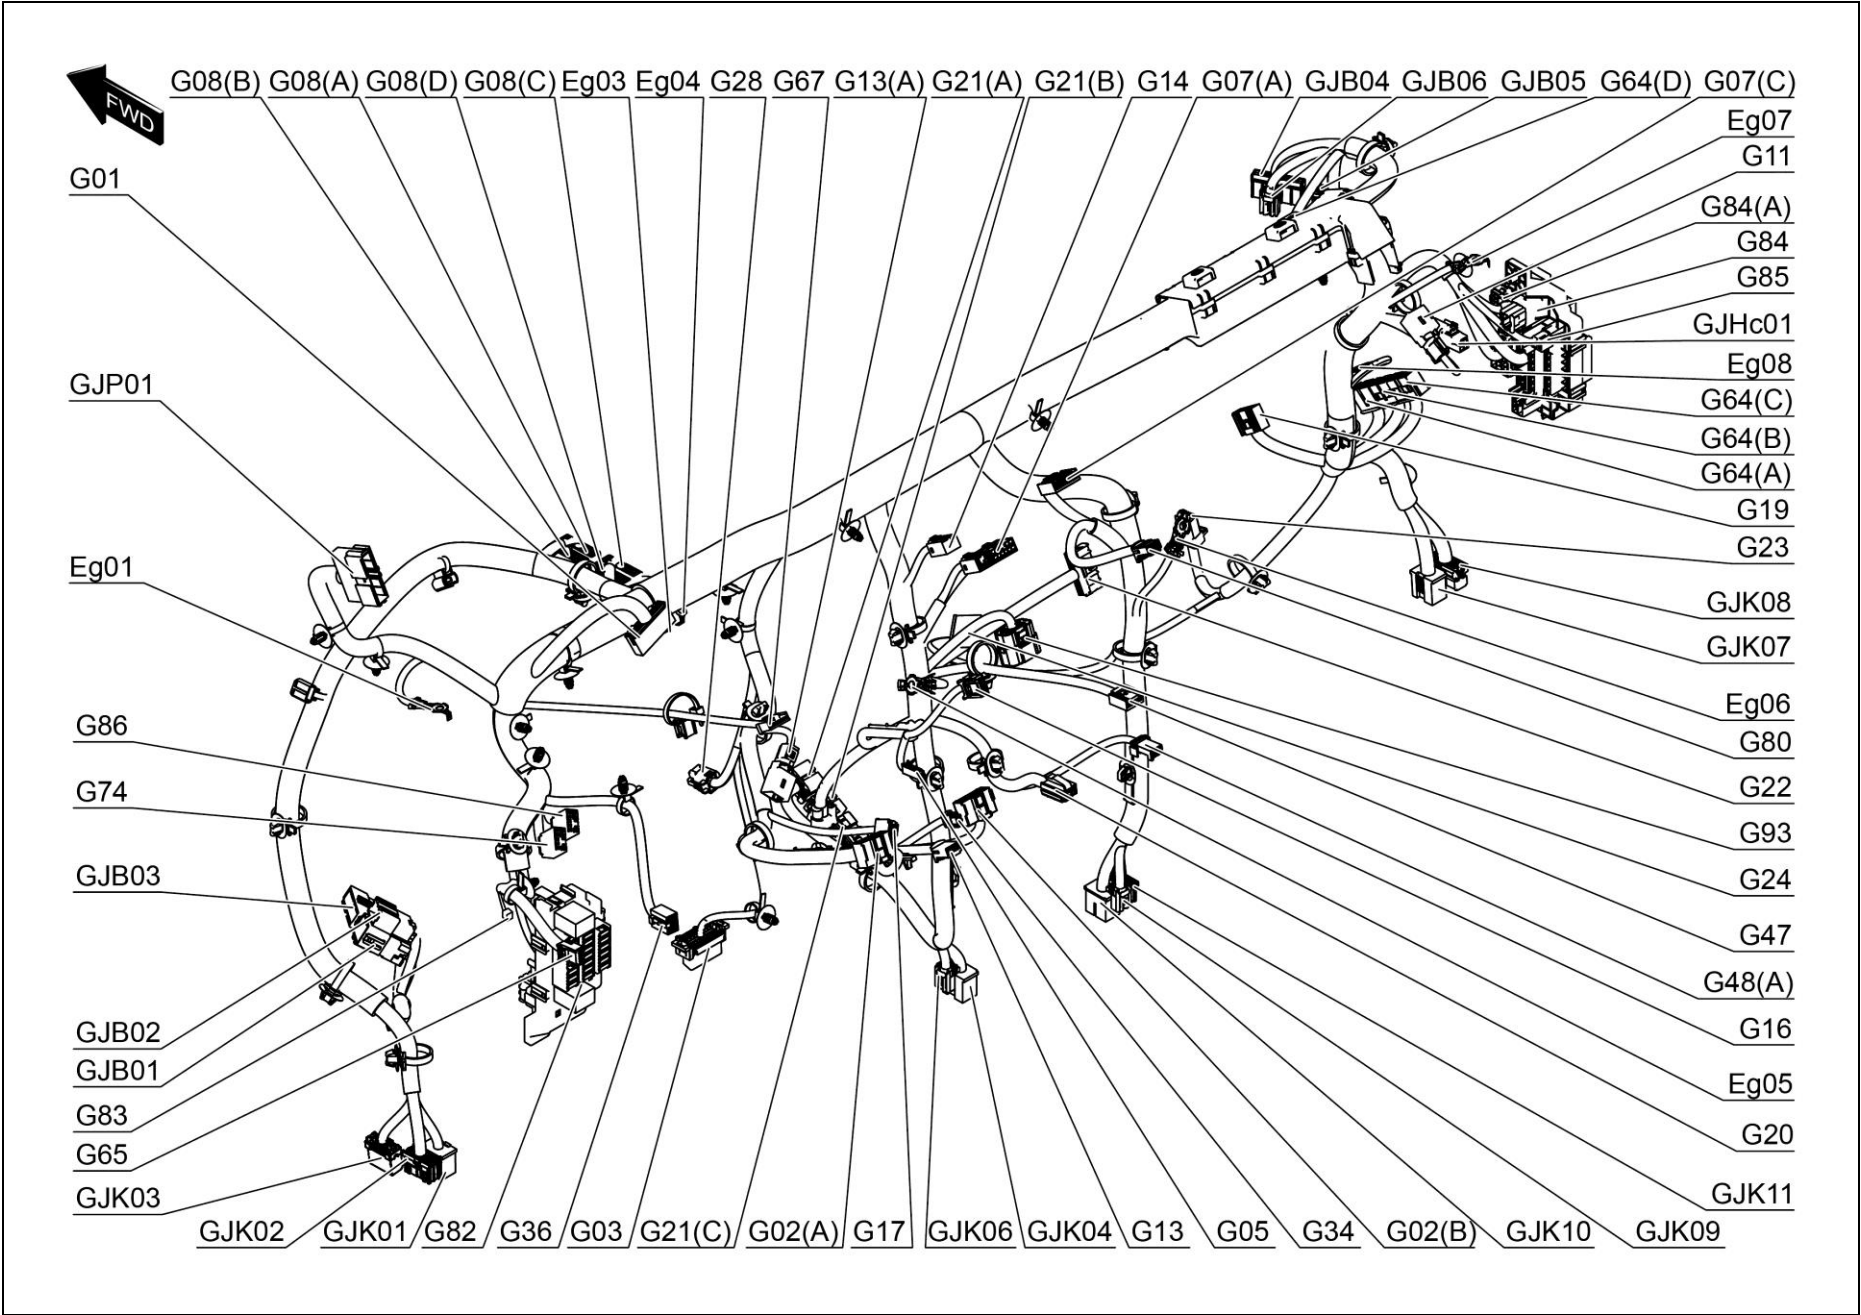 G08(B) G08(A) G08(D) G08(C) Eg03 Eg04 G28 G67 G13(A) G21(A) G21(B) G14 G07(A) GJB04 GJB06 GJB05 G64(D) G07(C)
FWD
Eg07
G11
G01
G84(A)
G84
G85
GJHc01
Eg08
GJP01
G64(C)
G64(B)
G64(A)
G19
G23
Eg01
GJK08
GJK07
Eg06
G86
G80
G74
G22
G93
GJB03
G24
G47
G48(A)
GJB02
G16
GJB01
Eg05
G83
G20
G65
GJK03
GJK11
GJK02 GJK01 G82 G36 G03 G21(C) G02(A) G17 GJK06 GJK04 G13 G05 G34 G02(B) GJK10 GJK09